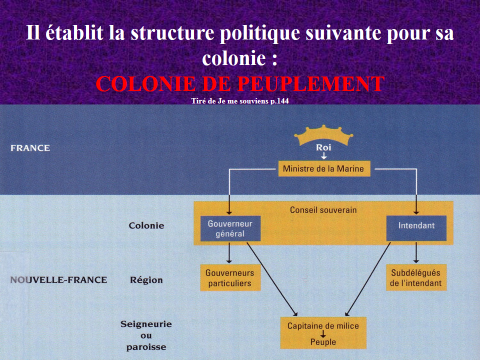 Il établit la structure politique suivante pour sa
colonie :
COLONIE DE PEUPLEMENT
Tiré de Je me souviens p.144
FRANCE
Roi
Ministre de la Marine
Conseil souverain
Colonie
Gouverneur
général
Intendant
NOUVELLE-FRANCE
Région
Gouverneurs
particuliers
Subdélégués
de l'intendant
Seigneurie
ou
paroisse
Capitaine de milice
Peuple